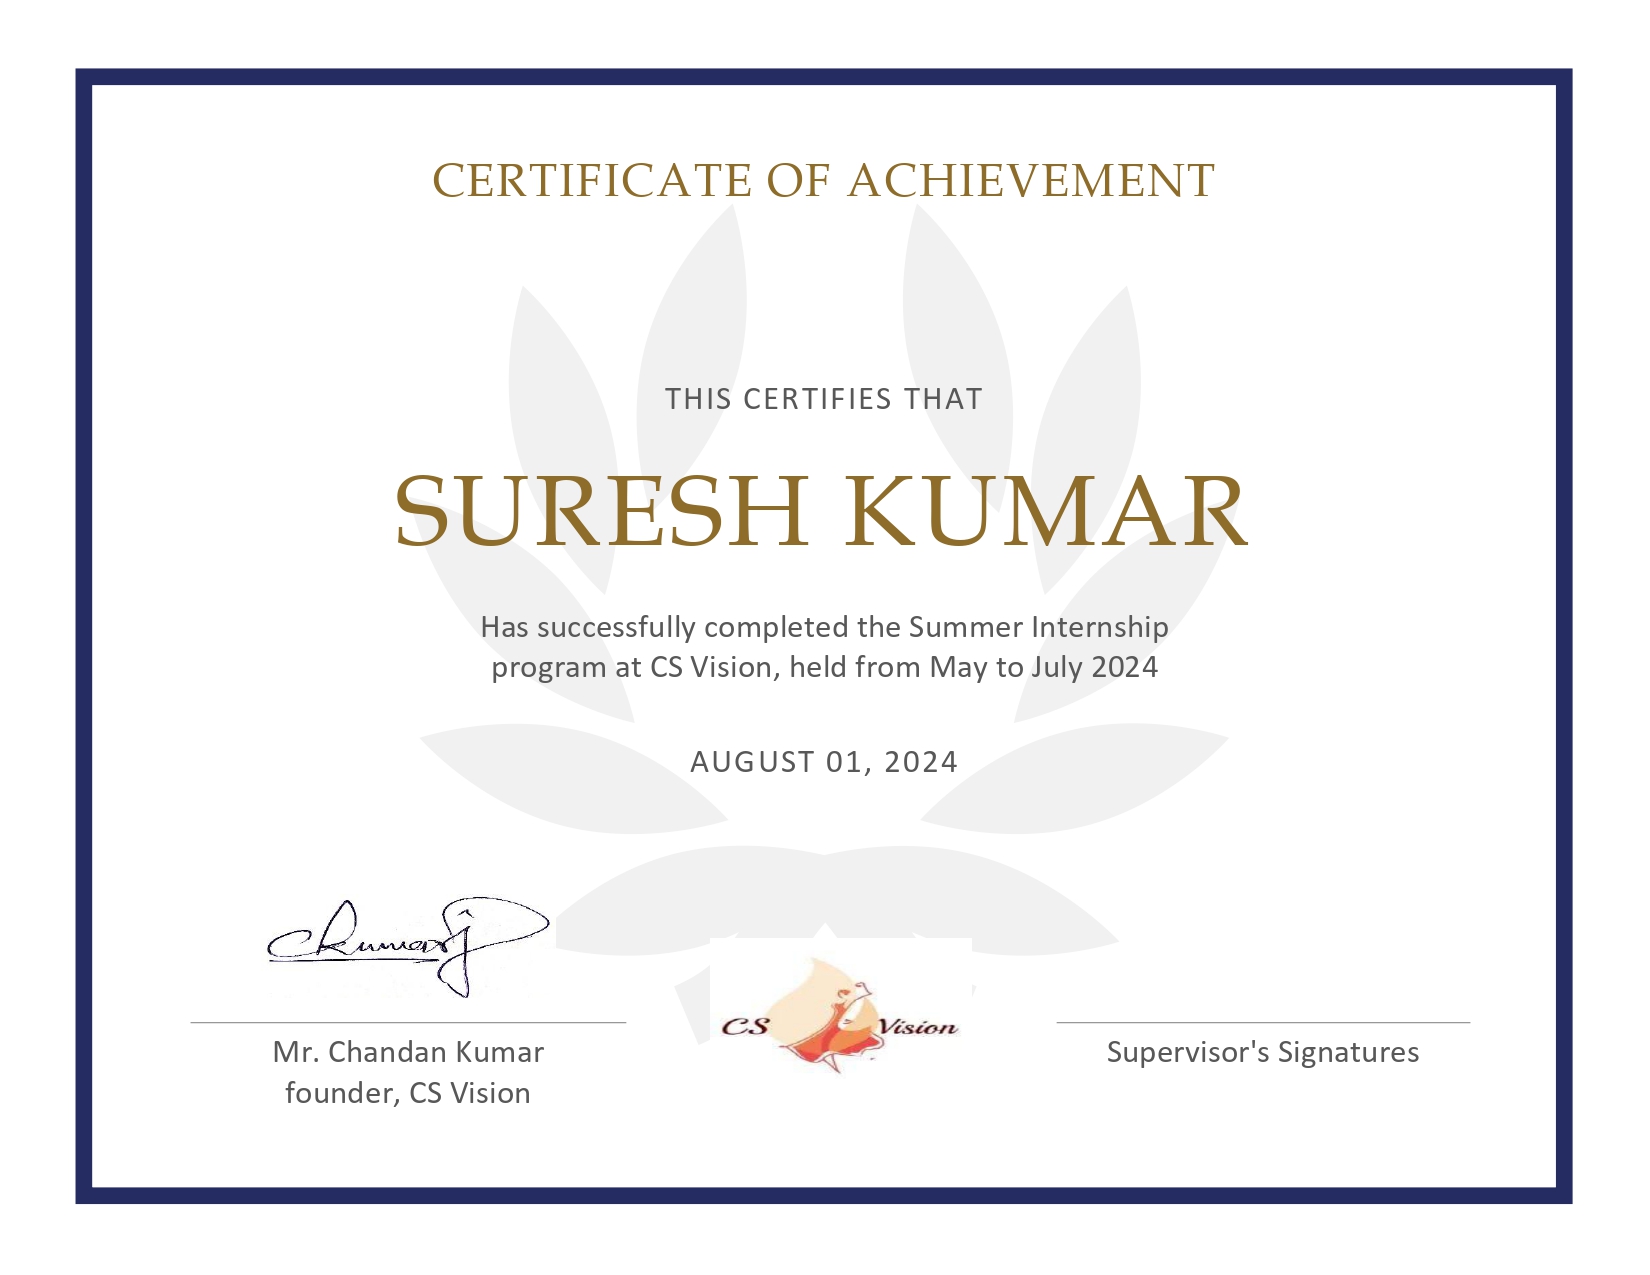 CERTIFICATE OF ACHIEVEMENT
THIS CERTIFIES THAT
SURESH KUMAR
Has successfully completed the Summer Internship
program at CS Vision, held from May to July 2024
AUGUST 01, 2024
CKumar
CS Vision
Mr. Chandan Kumar
founder, CS Vision
Supervisor's Signatures